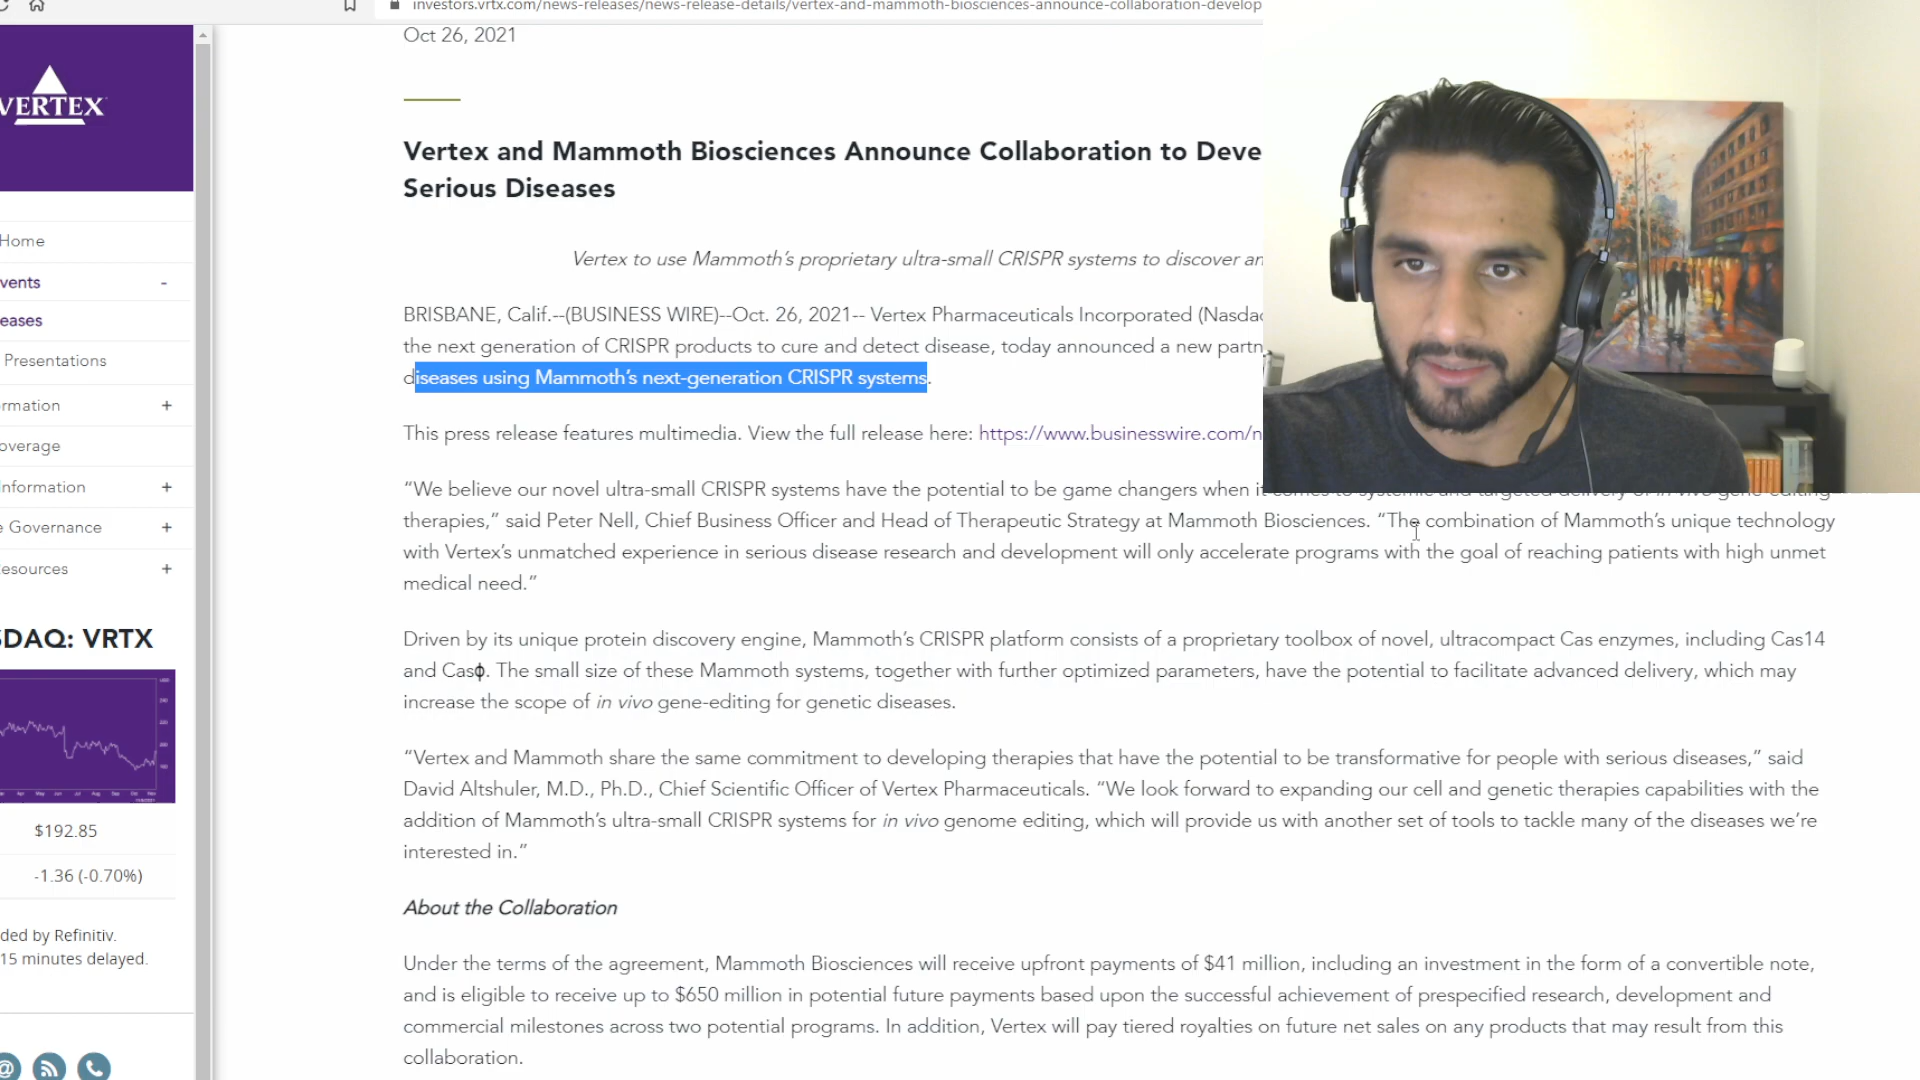 investors.vrtx.com/news-releases/news-release-details/vertex-and-mammoth-biosciences-announce-collaboration-develop
Oct 26, 2021
VERTEX
Vertex and Mammoth Biosciences Announce Collaboration to Deve
Serious Diseases
Home
vents
-
eases
Presentations
rmation +
overage
Information +
e Governance +
esources +
Vertex to use Mammoth’s proprietary ultra-small CRISPR systems to discover an
BRISBANE, Calif.--(BUSINESS WIRE)--Oct. 26, 2021-- Vertex Pharmaceuticals Incorporated (Nasdaq
the next generation of CRISPR products to cure and detect disease, today announced a new partn
diseases using Mammoth’s next-generation CRISPR systems.
This press release features multimedia. View the full release here: https://www.businesswire.com/n
“We believe our novel ultra-small CRISPR systems have the potential to be game changers when it comes to systemic and targeted delivery of in vivo gene-editing
therapies,” said Peter Nell, Chief Business Officer and Head of Therapeutic Strategy at Mammoth Biosciences. “The combination of Mammoth’s unique technology
with Vertex’s unmatched experience in serious disease research and development will only accelerate programs with the goal of reaching patients with high unmet
medical need.”
Driven by its unique protein discovery engine, Mammoth’s CRISPR platform consists of a proprietary toolbox of novel, ultracompact Cas enzymes, including Cas14
and Casϕ. The small size of these Mammoth systems, together with further optimized parameters, have the potential to facilitate advanced delivery, which may
increase the scope of in vivo gene-editing for genetic diseases.
“Vertex and Mammoth share the same commitment to developing therapies that have the potential to be transformative for people with serious diseases,” said
David Altshuler, M.D., Ph.D., Chief Scientific Officer of Vertex Pharmaceuticals. “We look forward to expanding our cell and genetic therapies capabilities with the
addition of Mammoth’s ultra-small CRISPR systems for in vivo genome editing, which will provide us with another set of tools to tackle many of the diseases we’re
interested in.”
About the Collaboration
Under the terms of the agreement, Mammoth Biosciences will receive upfront payments of $41 million, including an investment in the form of a convertible note,
and is eligible to receive up to $650 million in potential future payments based upon the successful achievement of prespecified research, development and
commercial milestones across two potential programs. In addition, Vertex will pay tiered royalties on future net sales on any products that may result from this
collaboration.
SDAQ: VRTX
$192.85
-1.36 (-0.70%)
ded by Refinitiv.
15 minutes delayed.